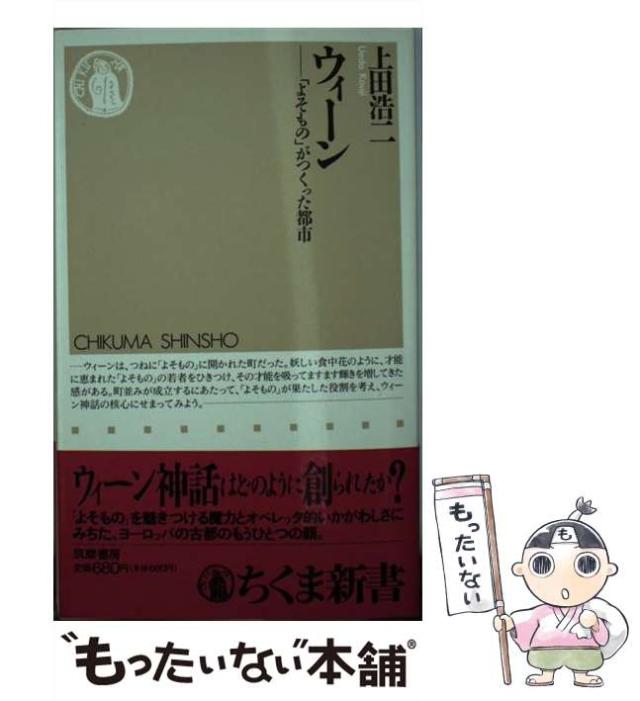 上田浩二
Ueda Koji
ウィーン
──「よそもの」がつくった都市
CHIKUMA SHINSHO
──ウィーンは、つねに「よそもの」に開かれた町だった。妖しい食中花のように、才能
に恵まれた「よそもの」の若者をひきつけ、その才能を吸ってますます輝きを増してきた
感がある。町並みが成立するにあたって、「よそもの」が果たした役割を考え、ウィー
ン神話の核心にせまってみよう。
ウィーン神話はどのように創られたか?
「よそもの」を魅きつける魔力とオペレッタ的いかがわしさに
みちた、ヨーロッパの古都のもうひとつの顔。
筑摩書房
定価680円
ちくま新書
"もったいない"本舗®
もったいない
も